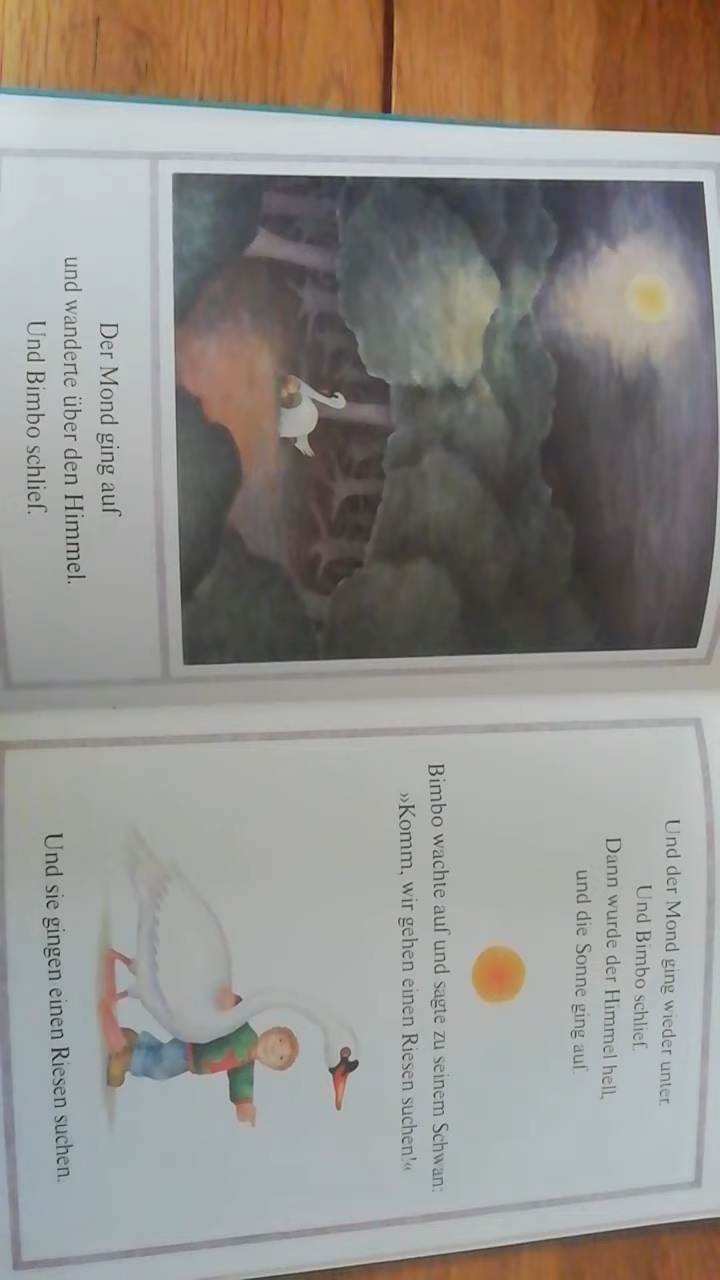 Der Mond ging auf
und wanderte über den Himmel.
Und Bimbo schlief.
Und der Mond ging wieder unter.
Und Bimbo schlief.
Dann wurde der Himmel hell,
und die Sonne ging auf.
Bimbo wachte auf und sagte zu seinem Schwan:
»Komm, wir gehen einen Riesen suchen!«
Und sie gingen einen Riesen suchen.